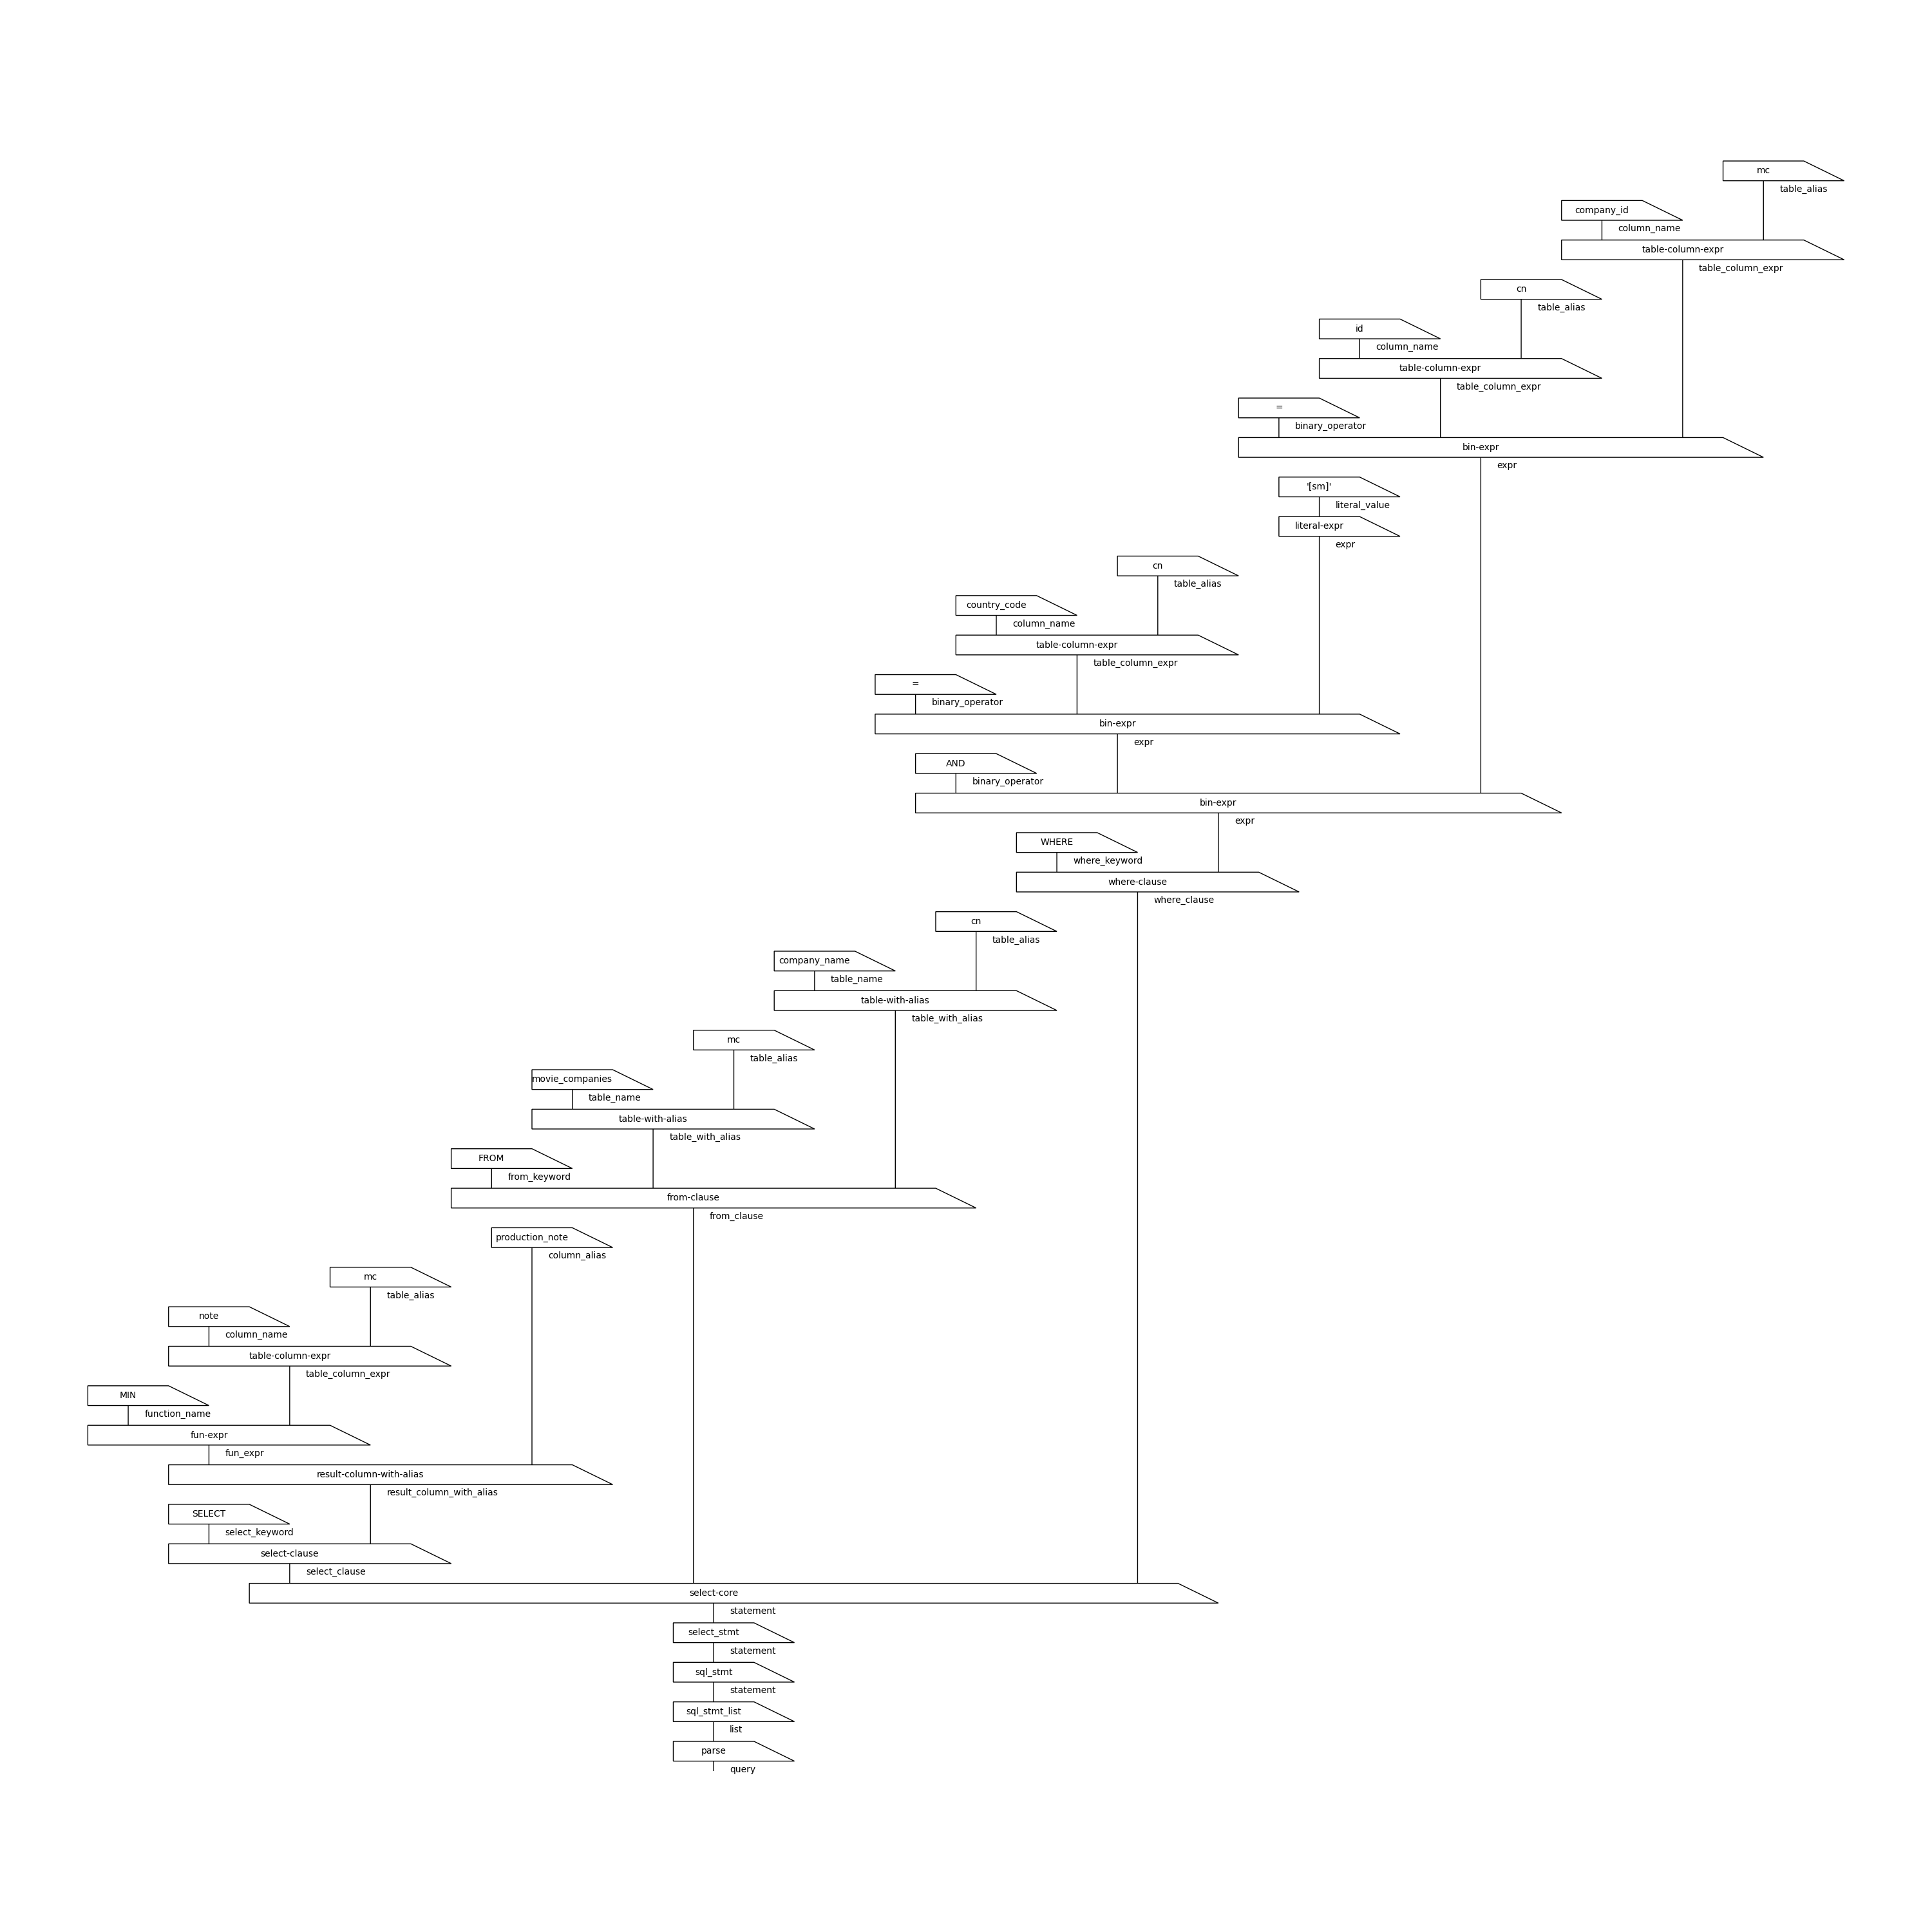 mc
table_alias
company_id
column_name
table-column-expr
table_column_expr
cn
table_alias
id
column_name
table-column-expr
table_column_expr
=
binary_operator
bin-expr
expr
'[sm]'
literal_value
literal-expr
expr
cn
table_alias
country_code
column_name
table-column-expr
table_column_expr
=
binary_operator
bin-expr
expr
AND
binary_operator
bin-expr
expr
WHERE
where_keyword
where-clause
where_clause
cn
table_alias
company_name
table_name
table-with-alias
table_with_alias
mc
table_alias
movie_companies
table_name
table-with-alias
table_with_alias
FROM
from_keyword
from-clause
from_clause
production_note
column_alias
mc
table_alias
note
column_name
table-column-expr
table_column_expr
MIN
function_name
fun-expr
fun_expr
result-column-with-alias
result_column_with_alias
SELECT
select_keyword
select-clause
select_clause
select-core
statement
select_stmt
statement
sql_stmt
statement
sql_stmt_list
list
parse
query